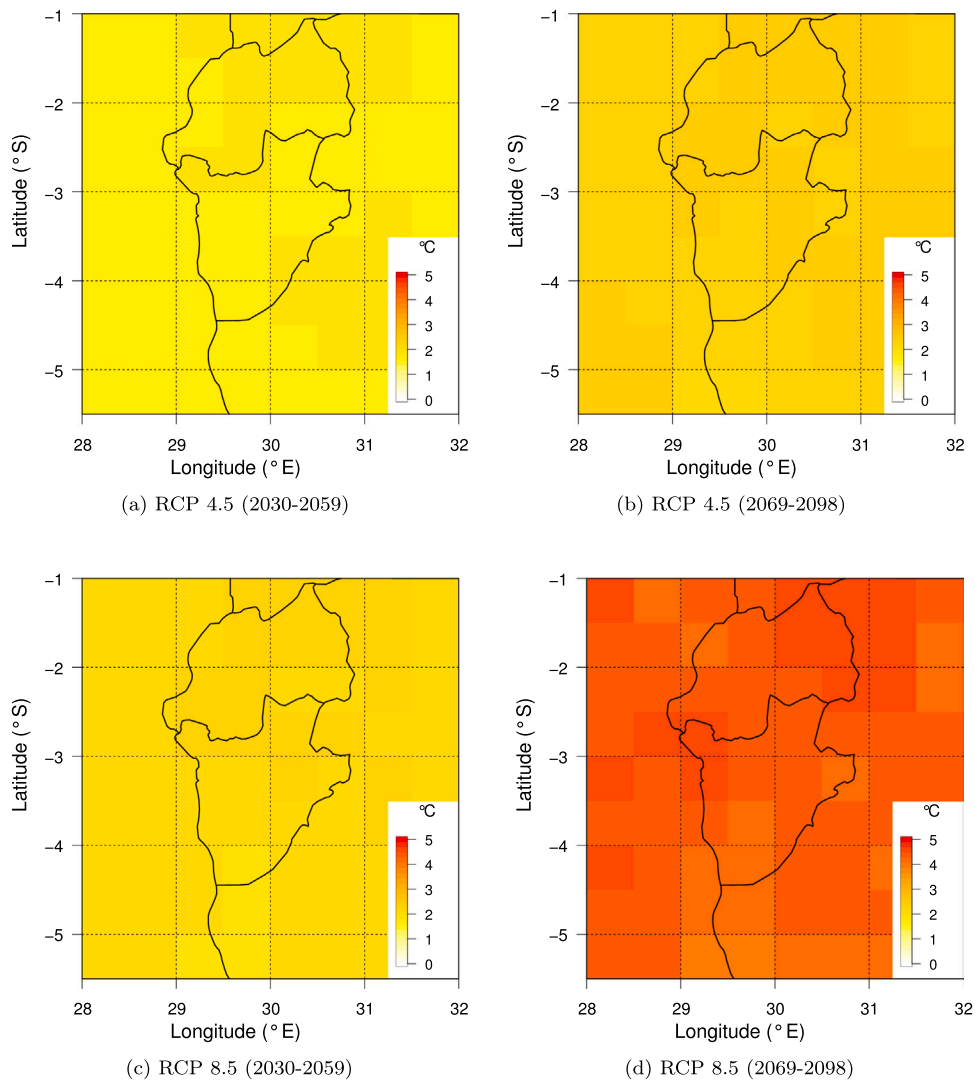 −1
−2
−3
−4
−5
Latitude (° S)
°C
5
4
3
2
1
0
28 29 30 31 32
Longitude (° E)
(a) RCP 4.5 (2030-2059)
−1
−2
−3
−4
−5
Latitude (° S)
°C
5
4
3
2
1
0
28 29 30 31 32
Longitude (° E)
(b) RCP 4.5 (2069-2098)
−1
−2
−3
−4
−5
Latitude (° S)
°C
5
4
3
2
1
0
28 29 30 31 32
Longitude (° E)
(c) RCP 8.5 (2030-2059)
−1
−2
−3
−4
−5
Latitude (° S)
°C
5
4
3
2
1
0
28 29 30 31 32
Longitude (° E)
(d) RCP 8.5 (2069-2098)